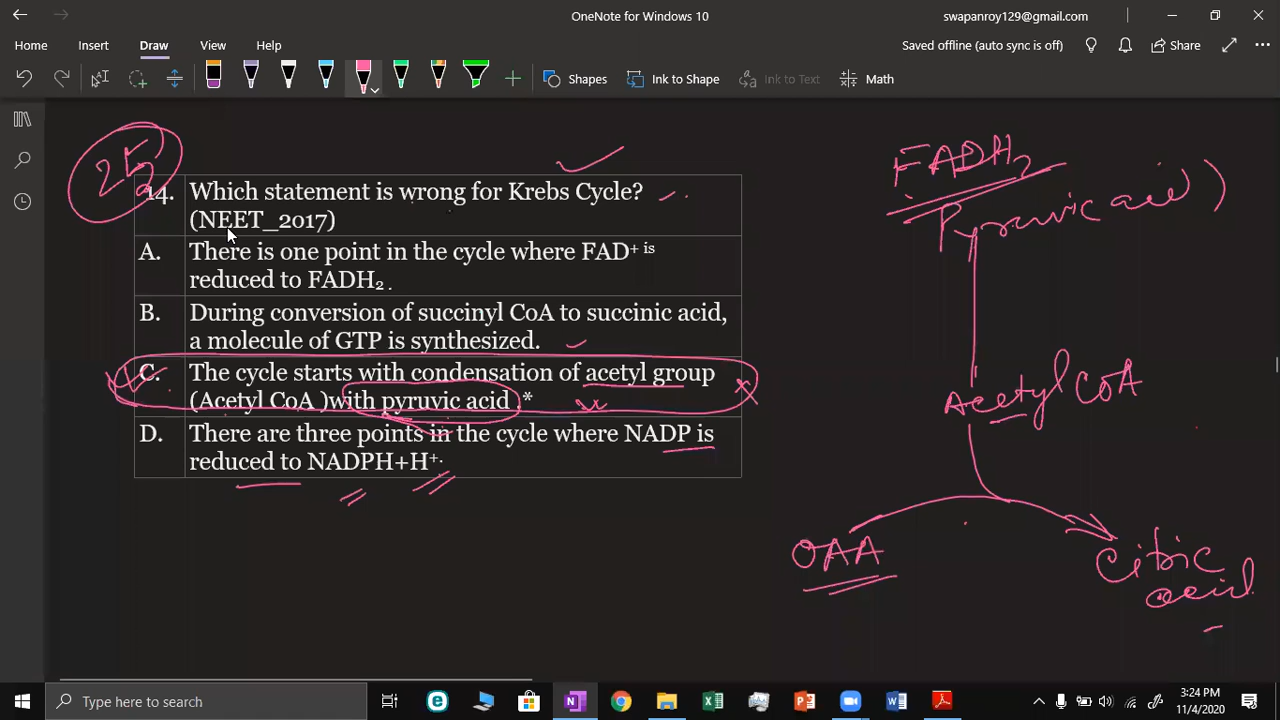 OneNote for Windows 10
swapanroy129@gmail.com
Home Insert Draw View Help
Saved offline (auto sync is off)
Share
Shapes
Ink to Shape
Ink to Text
Math
25
14. Which statement is wrong for Krebs Cycle?
(NEET_2017)
A. There is one point in the cycle where FAD+ is
reduced to FADH2 .
B. During conversion of succinyl CoA to succinic acid,
a molecule of GTP is synthesized.
C. The cycle starts with condensation of acetyl group
(Acetyl CoA )with pyruvic acid .*
D. There are three points in the cycle where NADP is
reduced to NADPH+H+.
FADH2
Pyruvic acid)
Acetyl CoA
OAA
Citric
acid
Type here to search
3:24 PM
11/4/2020